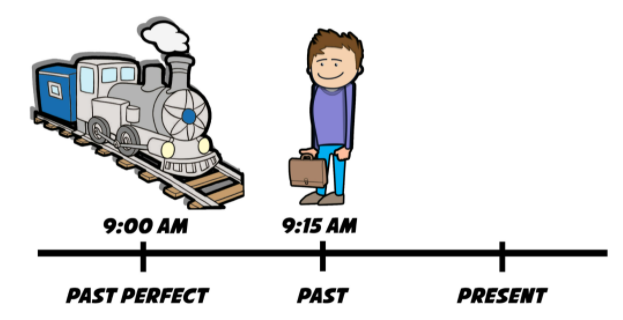 9:00 AM 9:15 AM
PAST PERFECT PAST PRESENT